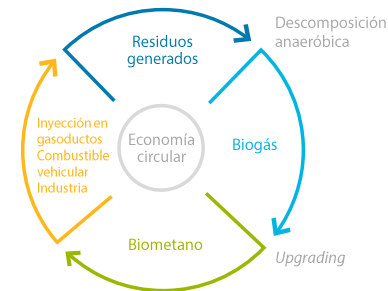 Residuos
generados
Descomposición
anaeróbica
Biogás
Upgrading
Biometano
Inyección en
gasoductos
Combustible
vehicular
Industria
Economía
circular